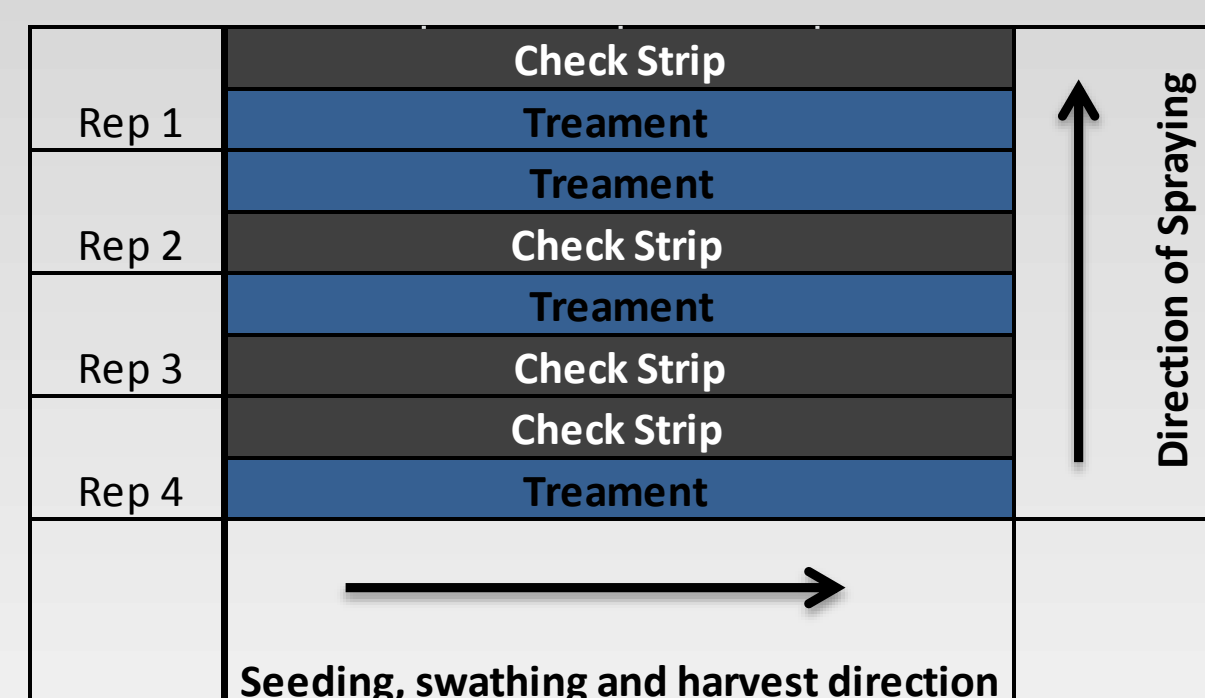 Check Strip
Rep 1 Treament
Treament
Rep 2 Check Strip
Treament
Rep 3 Check Strip
Check Strip
Rep 4 Treament
Direction of Spraying
Seeding, swathing and harvest direction